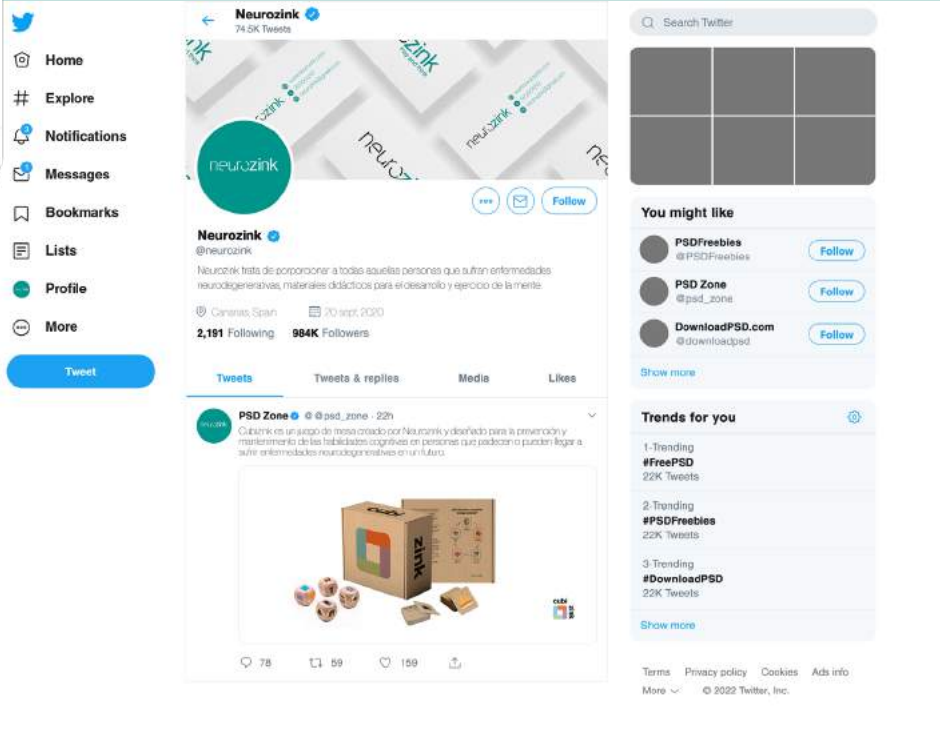 Home
Explore
Notifications
Messages
Bookmarks
Lists
Profile
More
Tweet
Neurozink
74.5K Tweets
neurozink
neurozink
neurozink
neurozink
Follow
Neurozink
@neurozink
Neurozink trata de porporcionar a todas aquellas personas que sufran enfermedades
neurodegenerativas, materiales didácticos para el desarrollo y ejercicio de la mente
Canarias, Spain
20 sept, 2020
2,191 Following
984K Followers
Tweets
Tweets & replies
Media
Likes
PSD Zone @ @psd_zone - 22h
Cubizink es un juego de mesa creado por Neurozink y diseñado para la prevención y
mantenimiento de las habilidades cognitivas en personas que padecen o pueden llegar a
sufrir enfermedades neurodegenerativas en un futuro.
cubi
zink
cubi
zink
78
59
159
Search Twitter
You might like
PSDFreebies
@PSDFreebies
Follow
PSD Zone
@psd_zone
Follow
DownloadPSD.com
@downloadpsd
Follow
Show more
Trends for you
1-Trending
#FreePSD
22K Tweets
2-Trending
#PSDFreebies
22K Tweets
3-Trending
#DownloadPSD
22K Tweets
Show more
Terms Privacy policy Cookies Ads info
More © 2022 Twitter, Inc.